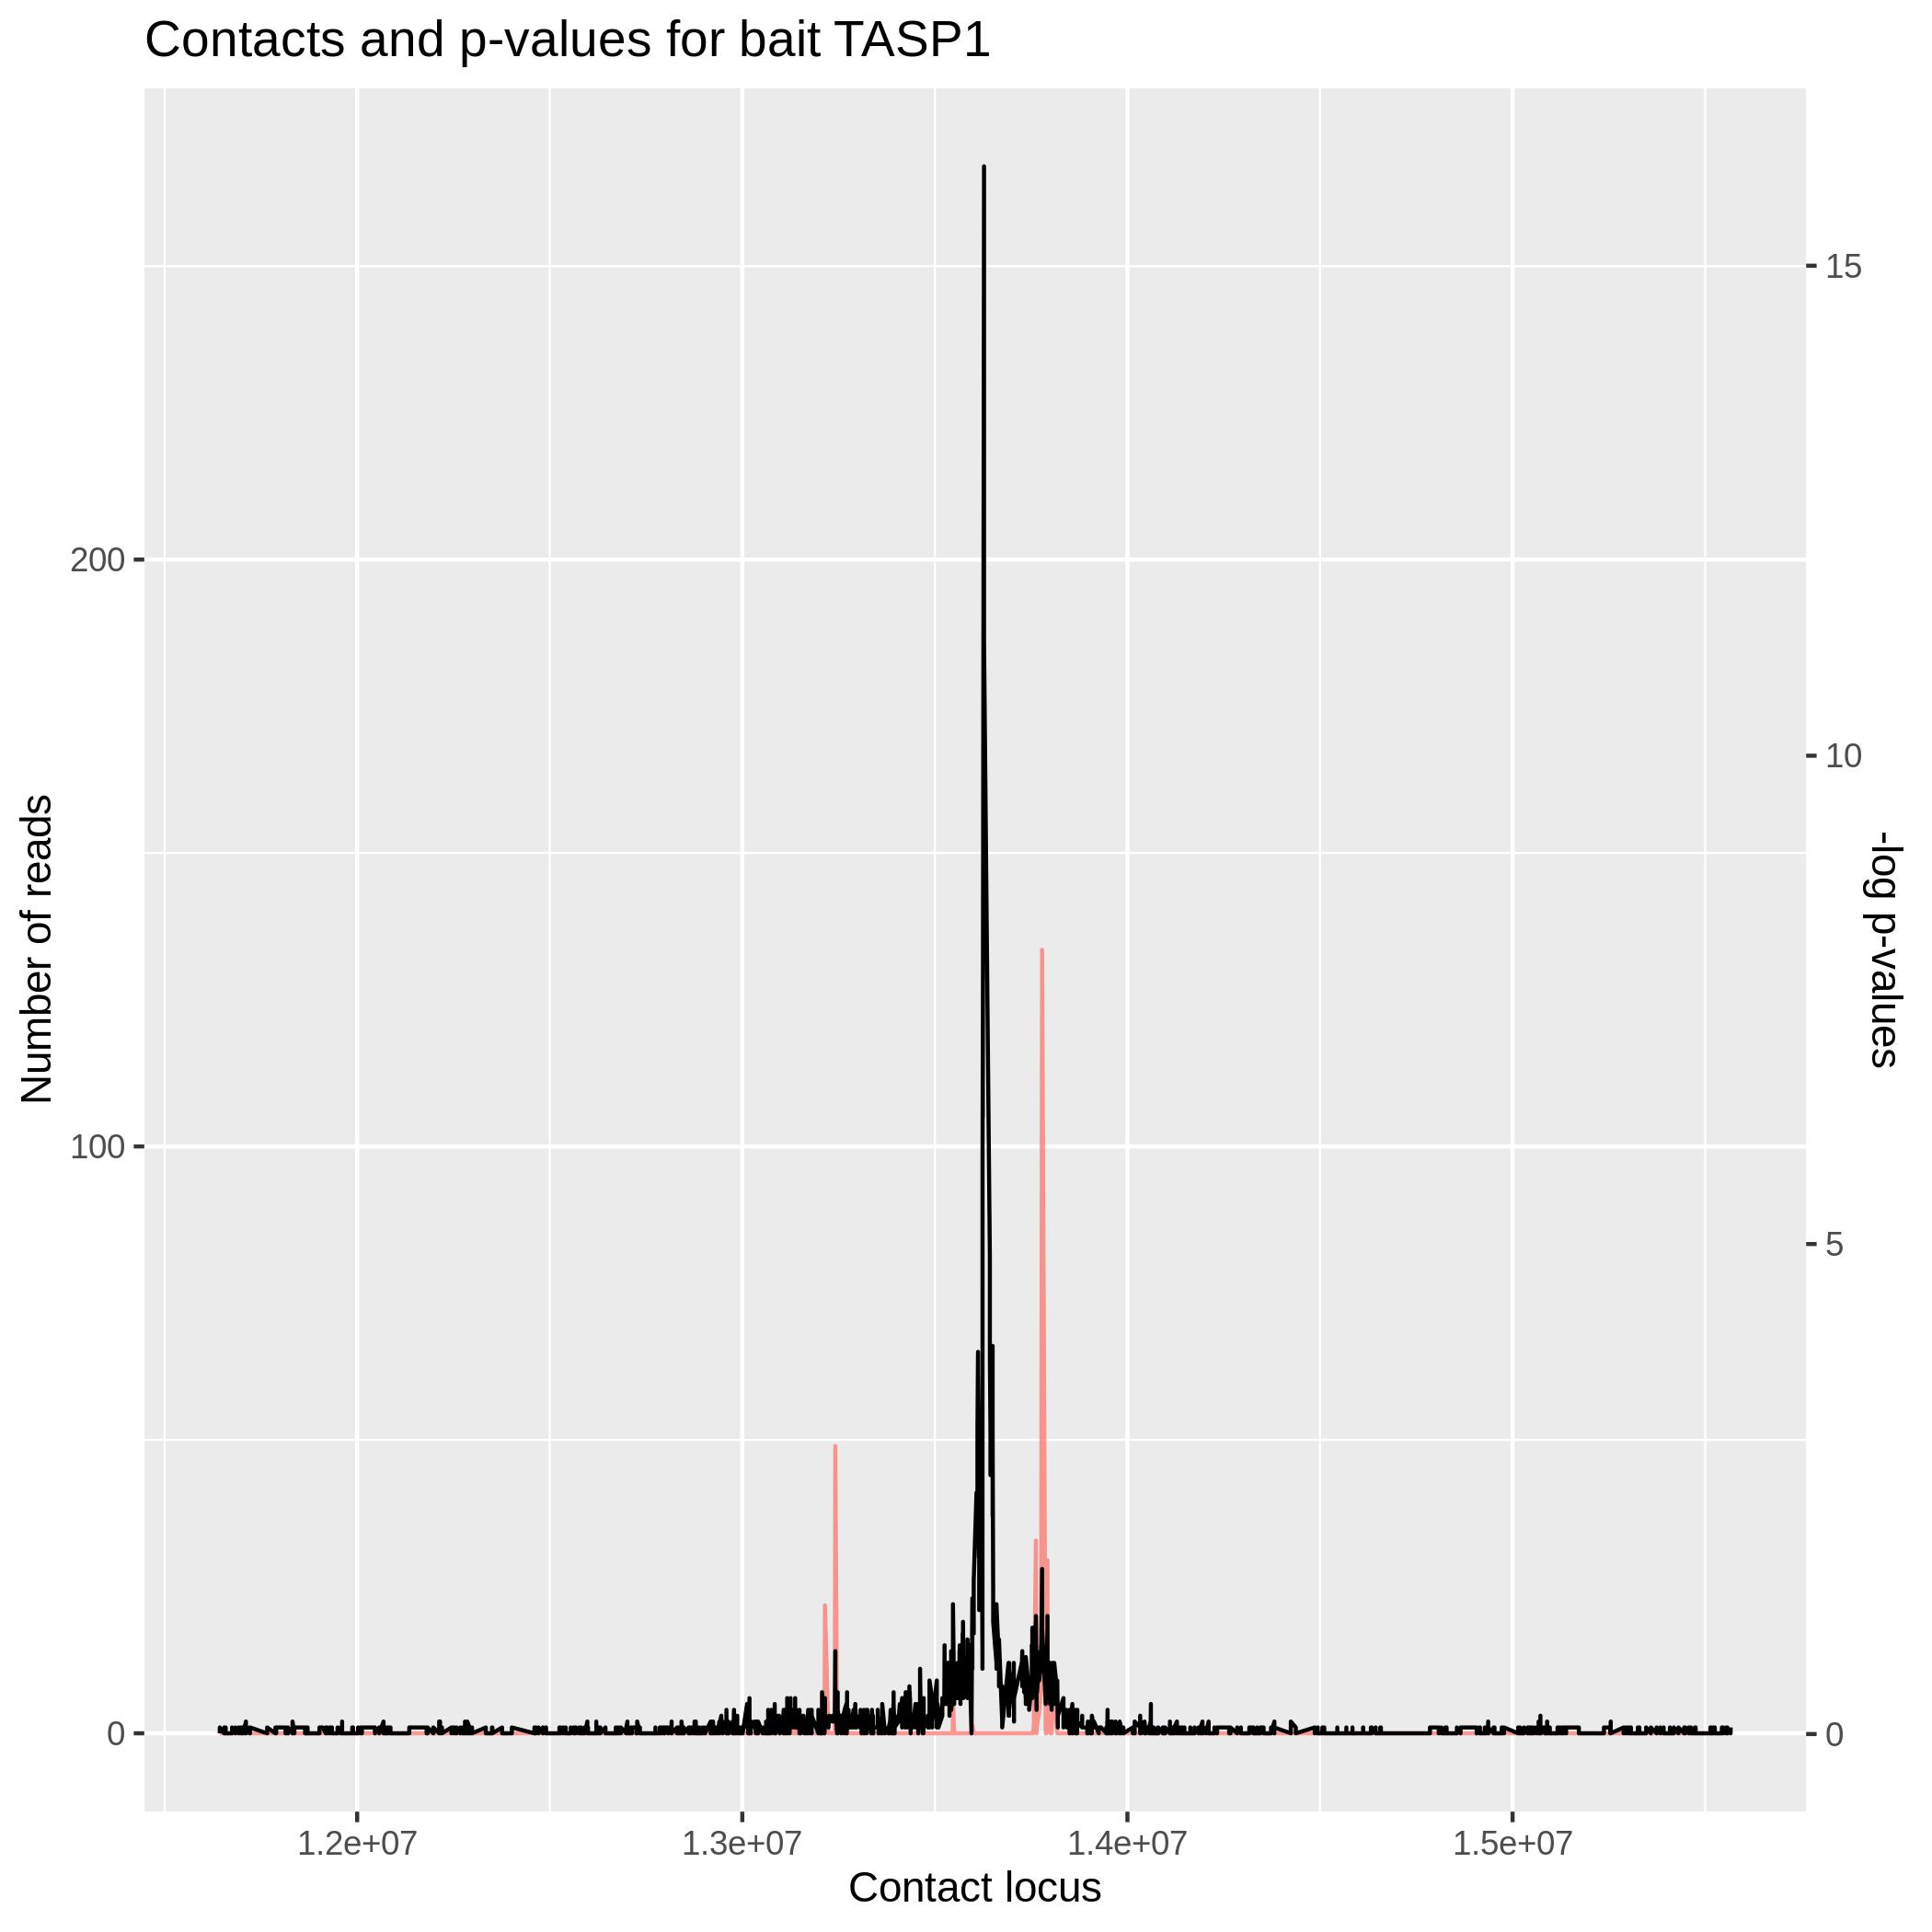 Contacts and p-values for bait TASP1
Number of reads
200
100
0
15
10
5
0
-log p-values
1.2e+07 1.3e+07 1.4e+07 1.5e+07
Contact locus